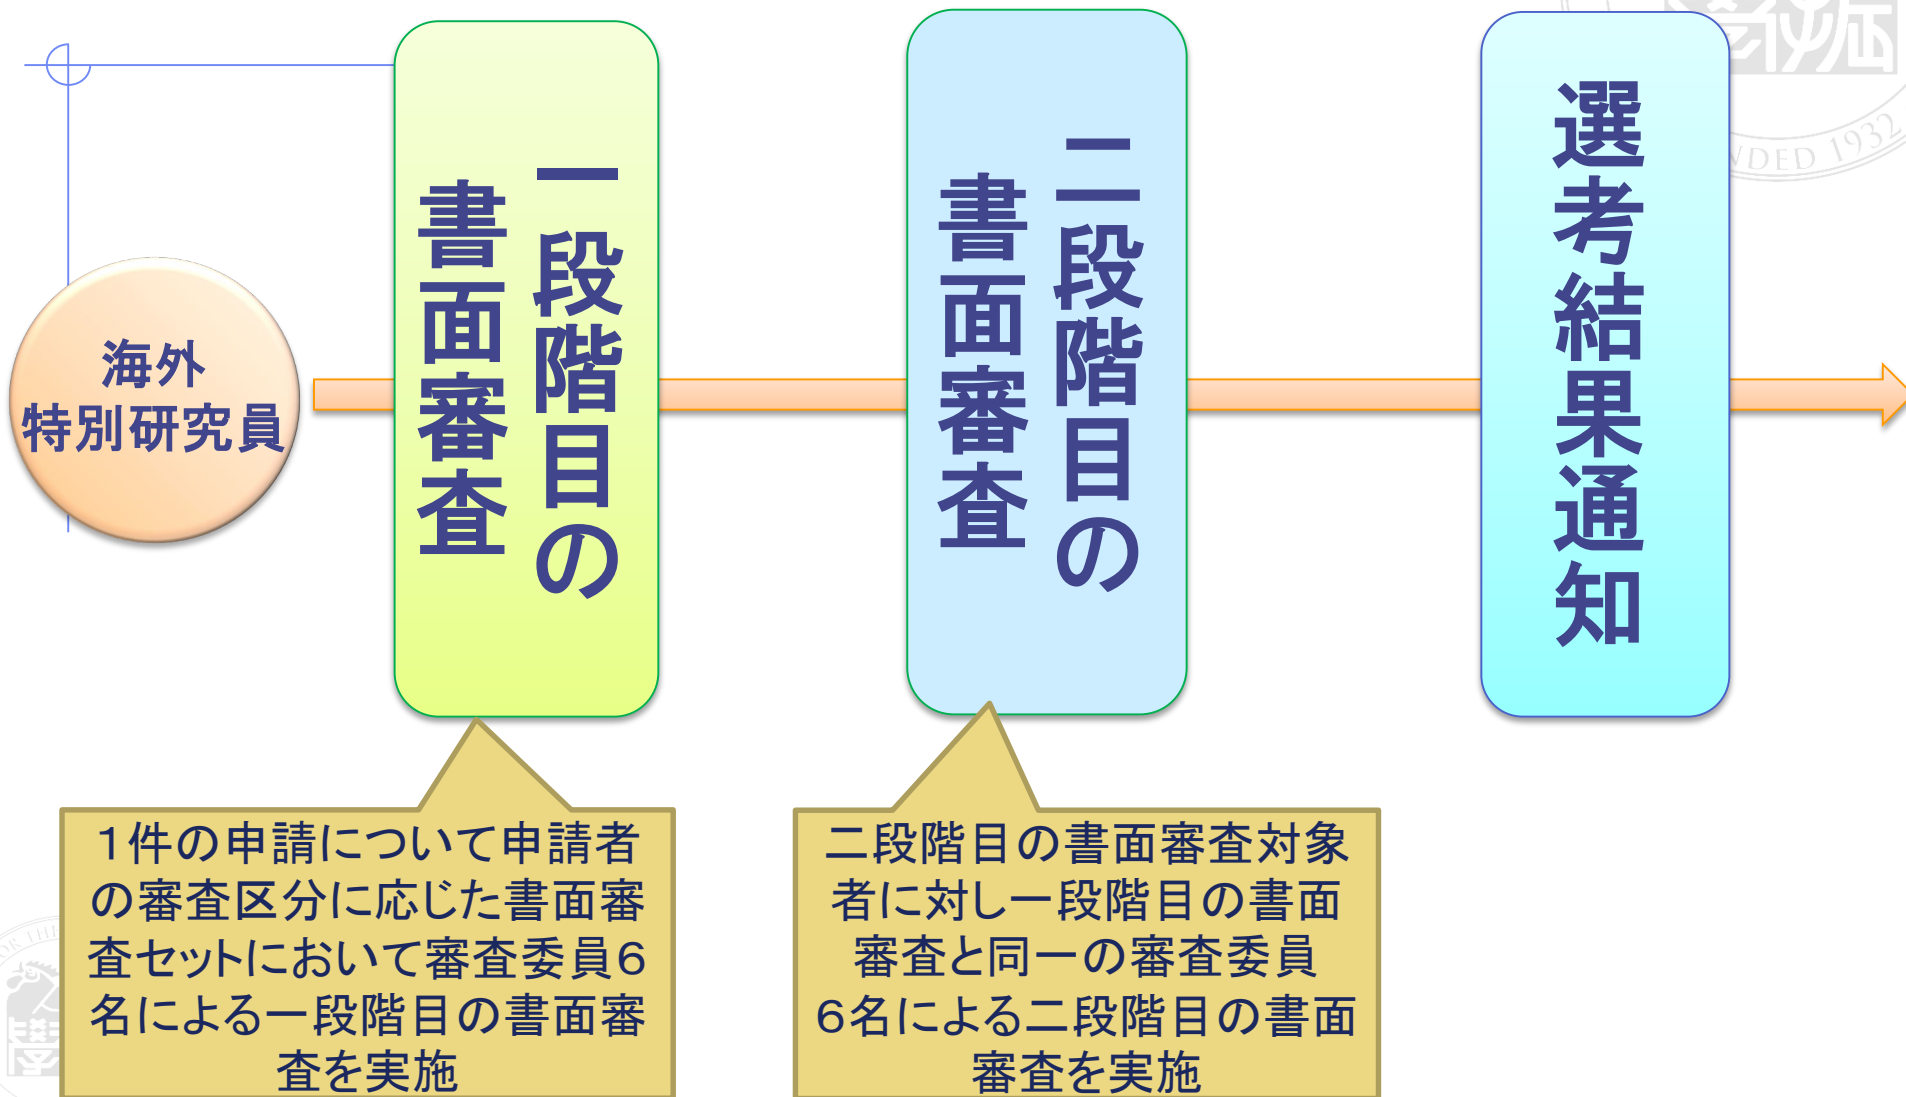 海外
特別研究員
一段階目の
書面審査
二段階目の
書面審査
選考結果通知
1件の申請について申請者
の審査区分に応じた書面審
査セットにおいて審査委員6
名による一段階目の書面審
査を実施
二段階目の書面審査対象
者に対し一段階目の書面
審査と同一の審査委員
6名による二段階目の書面
審査を実施
NDED 1932
OR THE